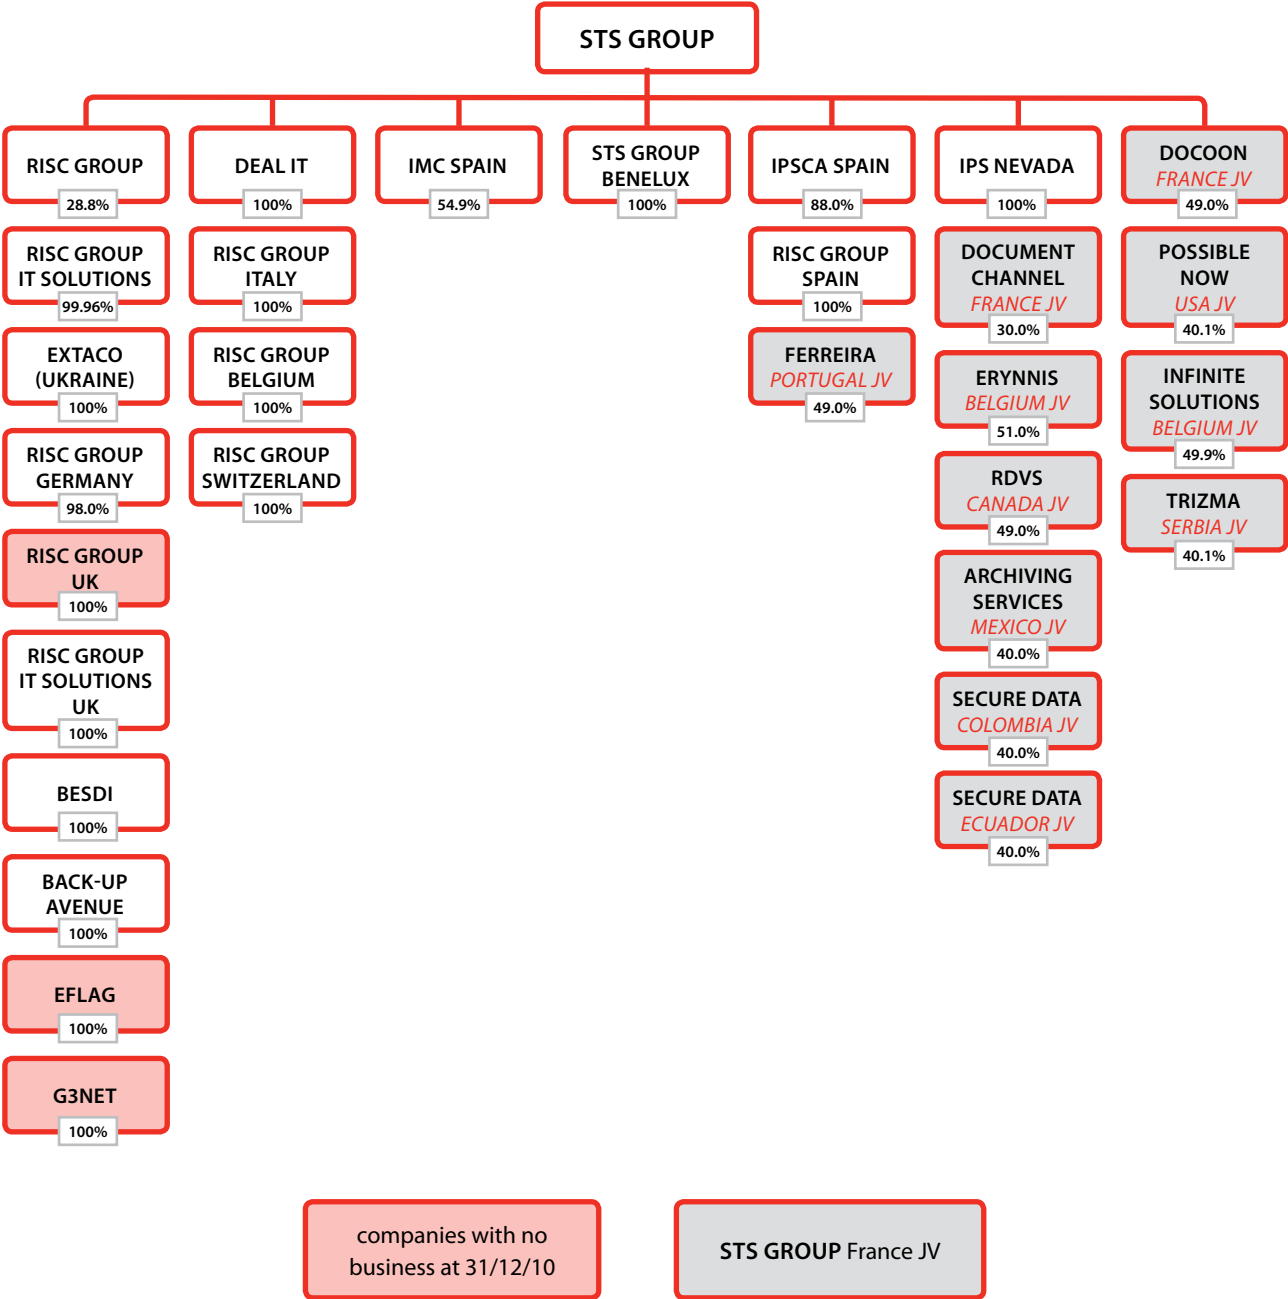 STS GROUP
RISC GROUP
28.8%
RISC GROUP
IT SOLUTIONS
99.96%
EXTACO
(UKRAINE)
100%
RISC GROUP
GERMANY
98.0%
RISC GROUP
UK
100%
RISC GROUP
IT SOLUTIONS
UK
100%
BESDI
100%
BACK-UP
AVENUE
100%
EFLAG
100%
G3NET
100%
DEAL IT
100%
RISC GROUP
ITALY
100%
RISC GROUP
BELGIUM
100%
RISC GROUP
SWITZERLAND
100%
IMC SPAIN
54.9%
STS GROUP
BENELUX
100%
IPSCA SPAIN
88.0%
RISC GROUP
SPAIN
100%
FERREIRA
PORTUGAL JV
49.0%
IPS NEVADA
100%
DOCUMENT
CHANNEL
FRANCE JV
30.0%
ERYNNIS
BELGIUM JV
51.0%
RDVS
CANADA JV
49.0%
ARCHIVING
SERVICES
MEXICO JV
40.0%
SECURE DATA
COLOMBIA JV
40.0%
SECURE DATA
ECUADOR JV
40.0%
DOCOON
FRANCE JV
49.0%
POSSIBLE
NOW
USA JV
40.1%
INFINITE
SOLUTIONS
BELGIUM JV
49.9%
TRIZMA
SERBIA JV
40.1%
companies with no
business at 31/12/10
STS GROUP France JV